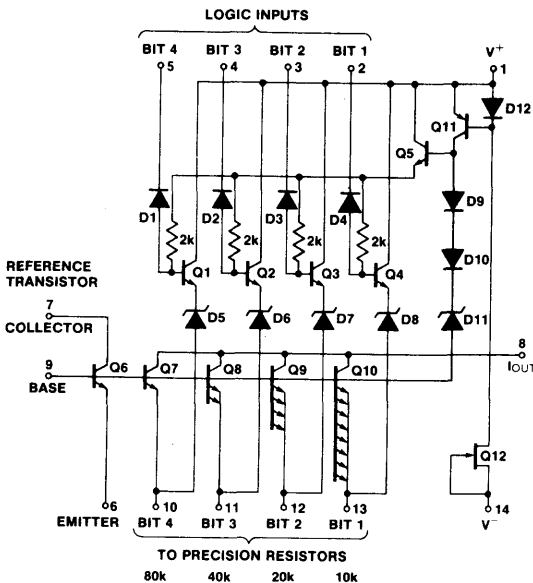 LOGIC INPUTS
BIT 4 BIT 3 BIT 2 BIT 1 V+
5 4 3 2 1
Q11 D12
Q5
D1 D2 D3 D4 D9
2k 2k 2k 2k
D10
REFERENCE
TRANSISTOR
Q1 Q2 Q3 Q4
7
COLLECTOR
D5 D6 D7 D8 D11
8
IOUT
9
BASE
Q6 Q7 Q8 Q9 Q10
Q12
6 10 11 12 13 14
EMITTER BIT 4 BIT 3 BIT 2 BIT 1 V-
TO PRECISION RESISTORS
80k 40k 20k 10k